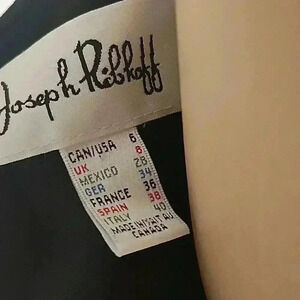 Joseph Ribkoff
CAN/USA 6
UK 8
MEXICO 28
GER 34
FRANCE 36
SPAIN 38
ITALY 40
MADE IN/FAIT AU
CANADA